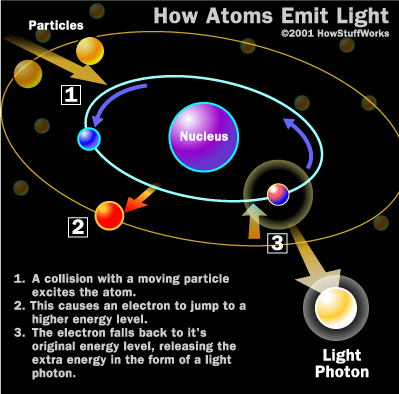 How Atoms Emit Light
©2001 HowStuffWorks
Particles
1
Nucleus
2
3
1. A collision with a moving particle
excites the atom.
2. This causes an electron to jump to a
higher energy level.
3. The electron falls back to it's
original energy level, releasing the
extra energy in the form of a light
photon.
Light
Photon